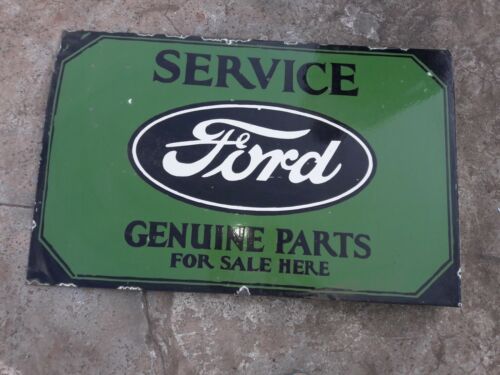 SERVICE
Ford
GENUINE PARTS
FOR SALE HERE